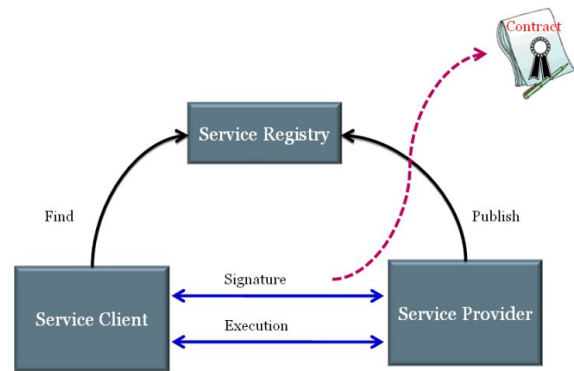 Contract
Service Registry
Find
Publish
Signature
Service Client
Service Provider
Execution